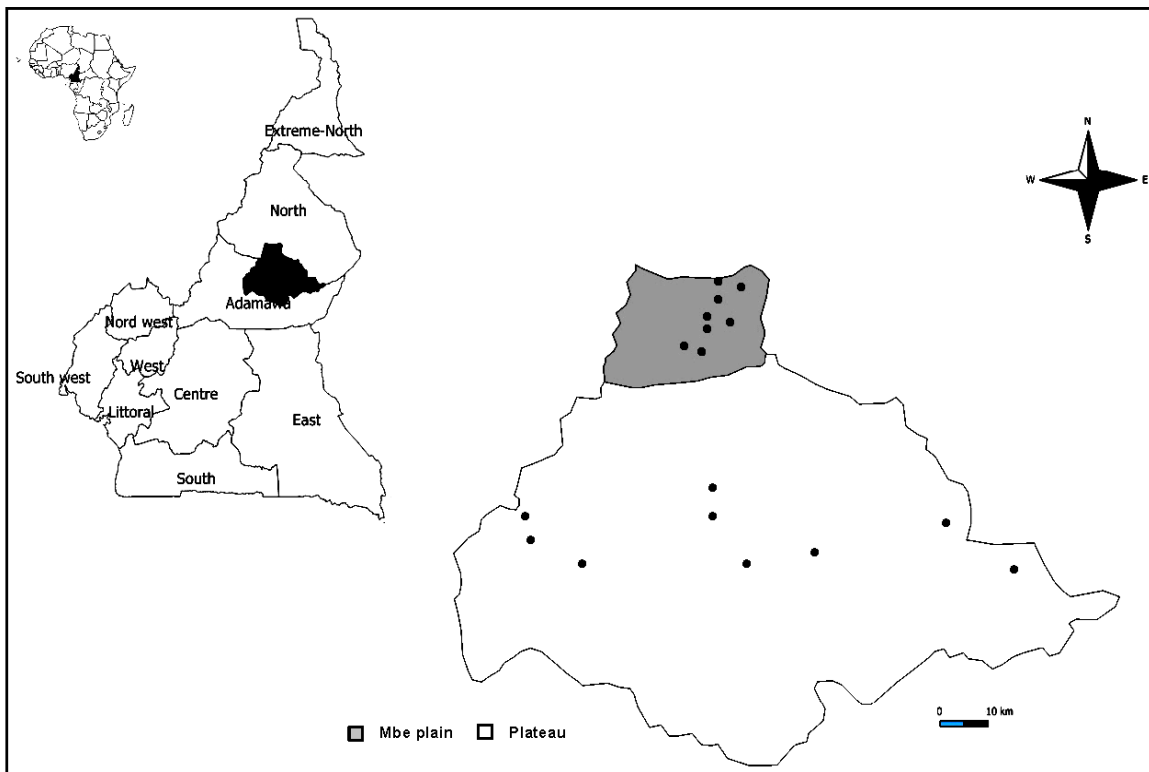 Extreme-North
North
Adamawa
Nord west
West
South west
Centre
Littoral
East
South
N
W E
S
0 10 km
Mbe plain Plateau